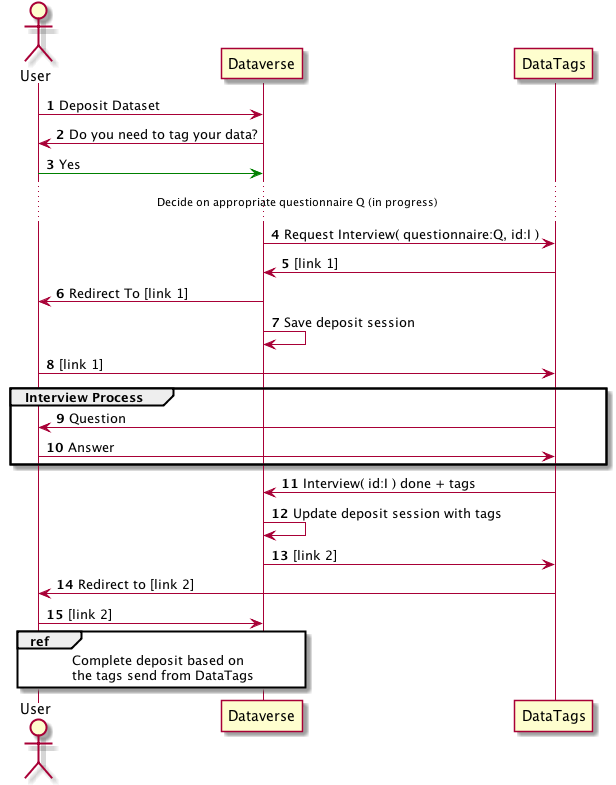 User
Dataverse
DataTags
1 Deposit Dataset
2 Do you need to tag your data?
3 Yes
Decide on appropriate questionnaire Q (in progress)
4 Request Interview( questionnaire:Q, id:I )
5 [link 1]
6 Redirect To [link 1]
7 Save deposit session
8 [link 1]
Interview Process
9 Question
10 Answer
11 Interview( id:I ) done + tags
12 Update deposit session with tags
13 [link 2]
14 Redirect to [link 2]
15 [link 2]
ref
Complete deposit based on
the tags send from DataTags
User
Dataverse
DataTags